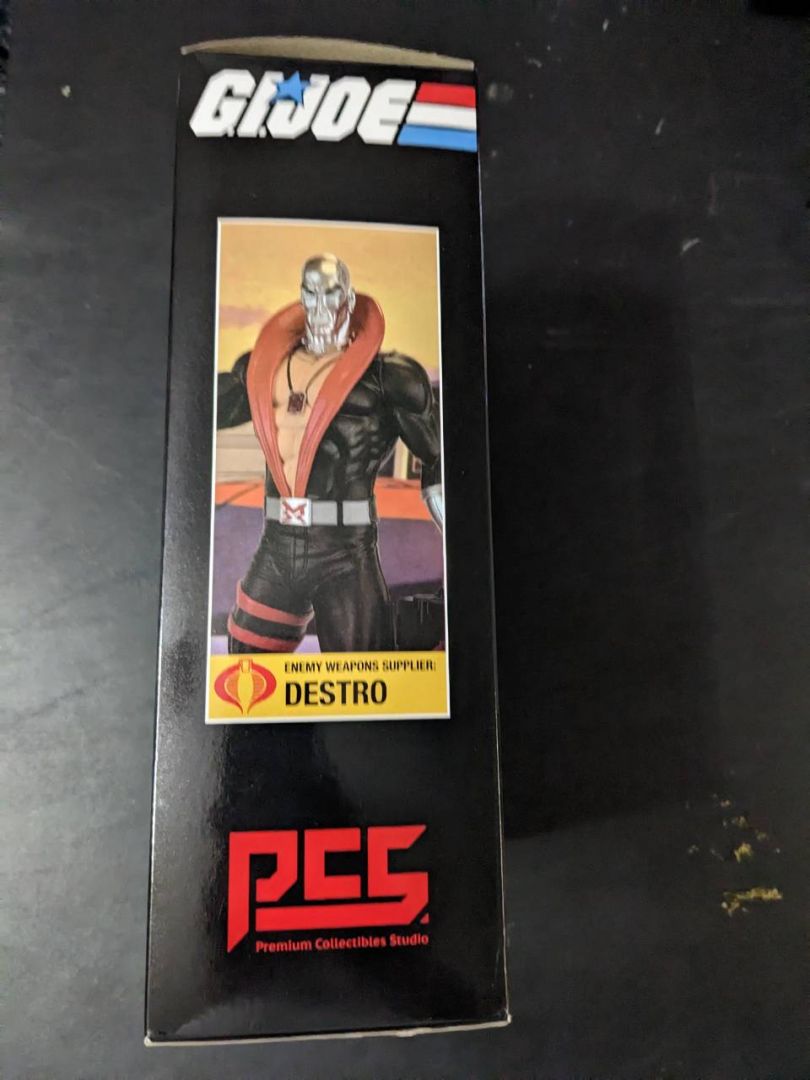 G.I.JOE
ENEMY WEAPONS SUPPLIER:
DESTRO
PCS
Premium Collectibles Studio